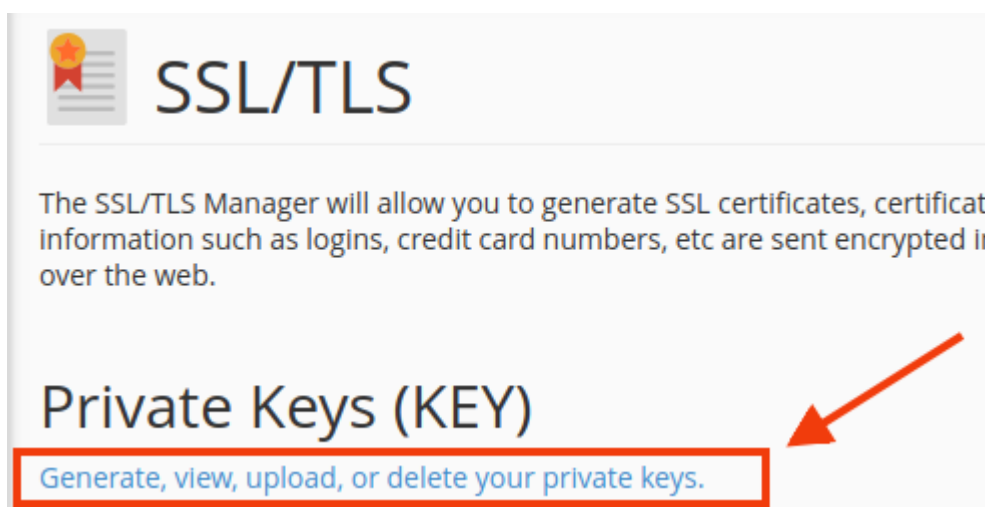 SSL/TLS
The SSL/TLS Manager will allow you to generate SSL certificates,
information such as logins, credit card numbers, etc are sent encrypted
over the web.
Private Keys (KEY)
Generate, view, upload, or delete your private keys.